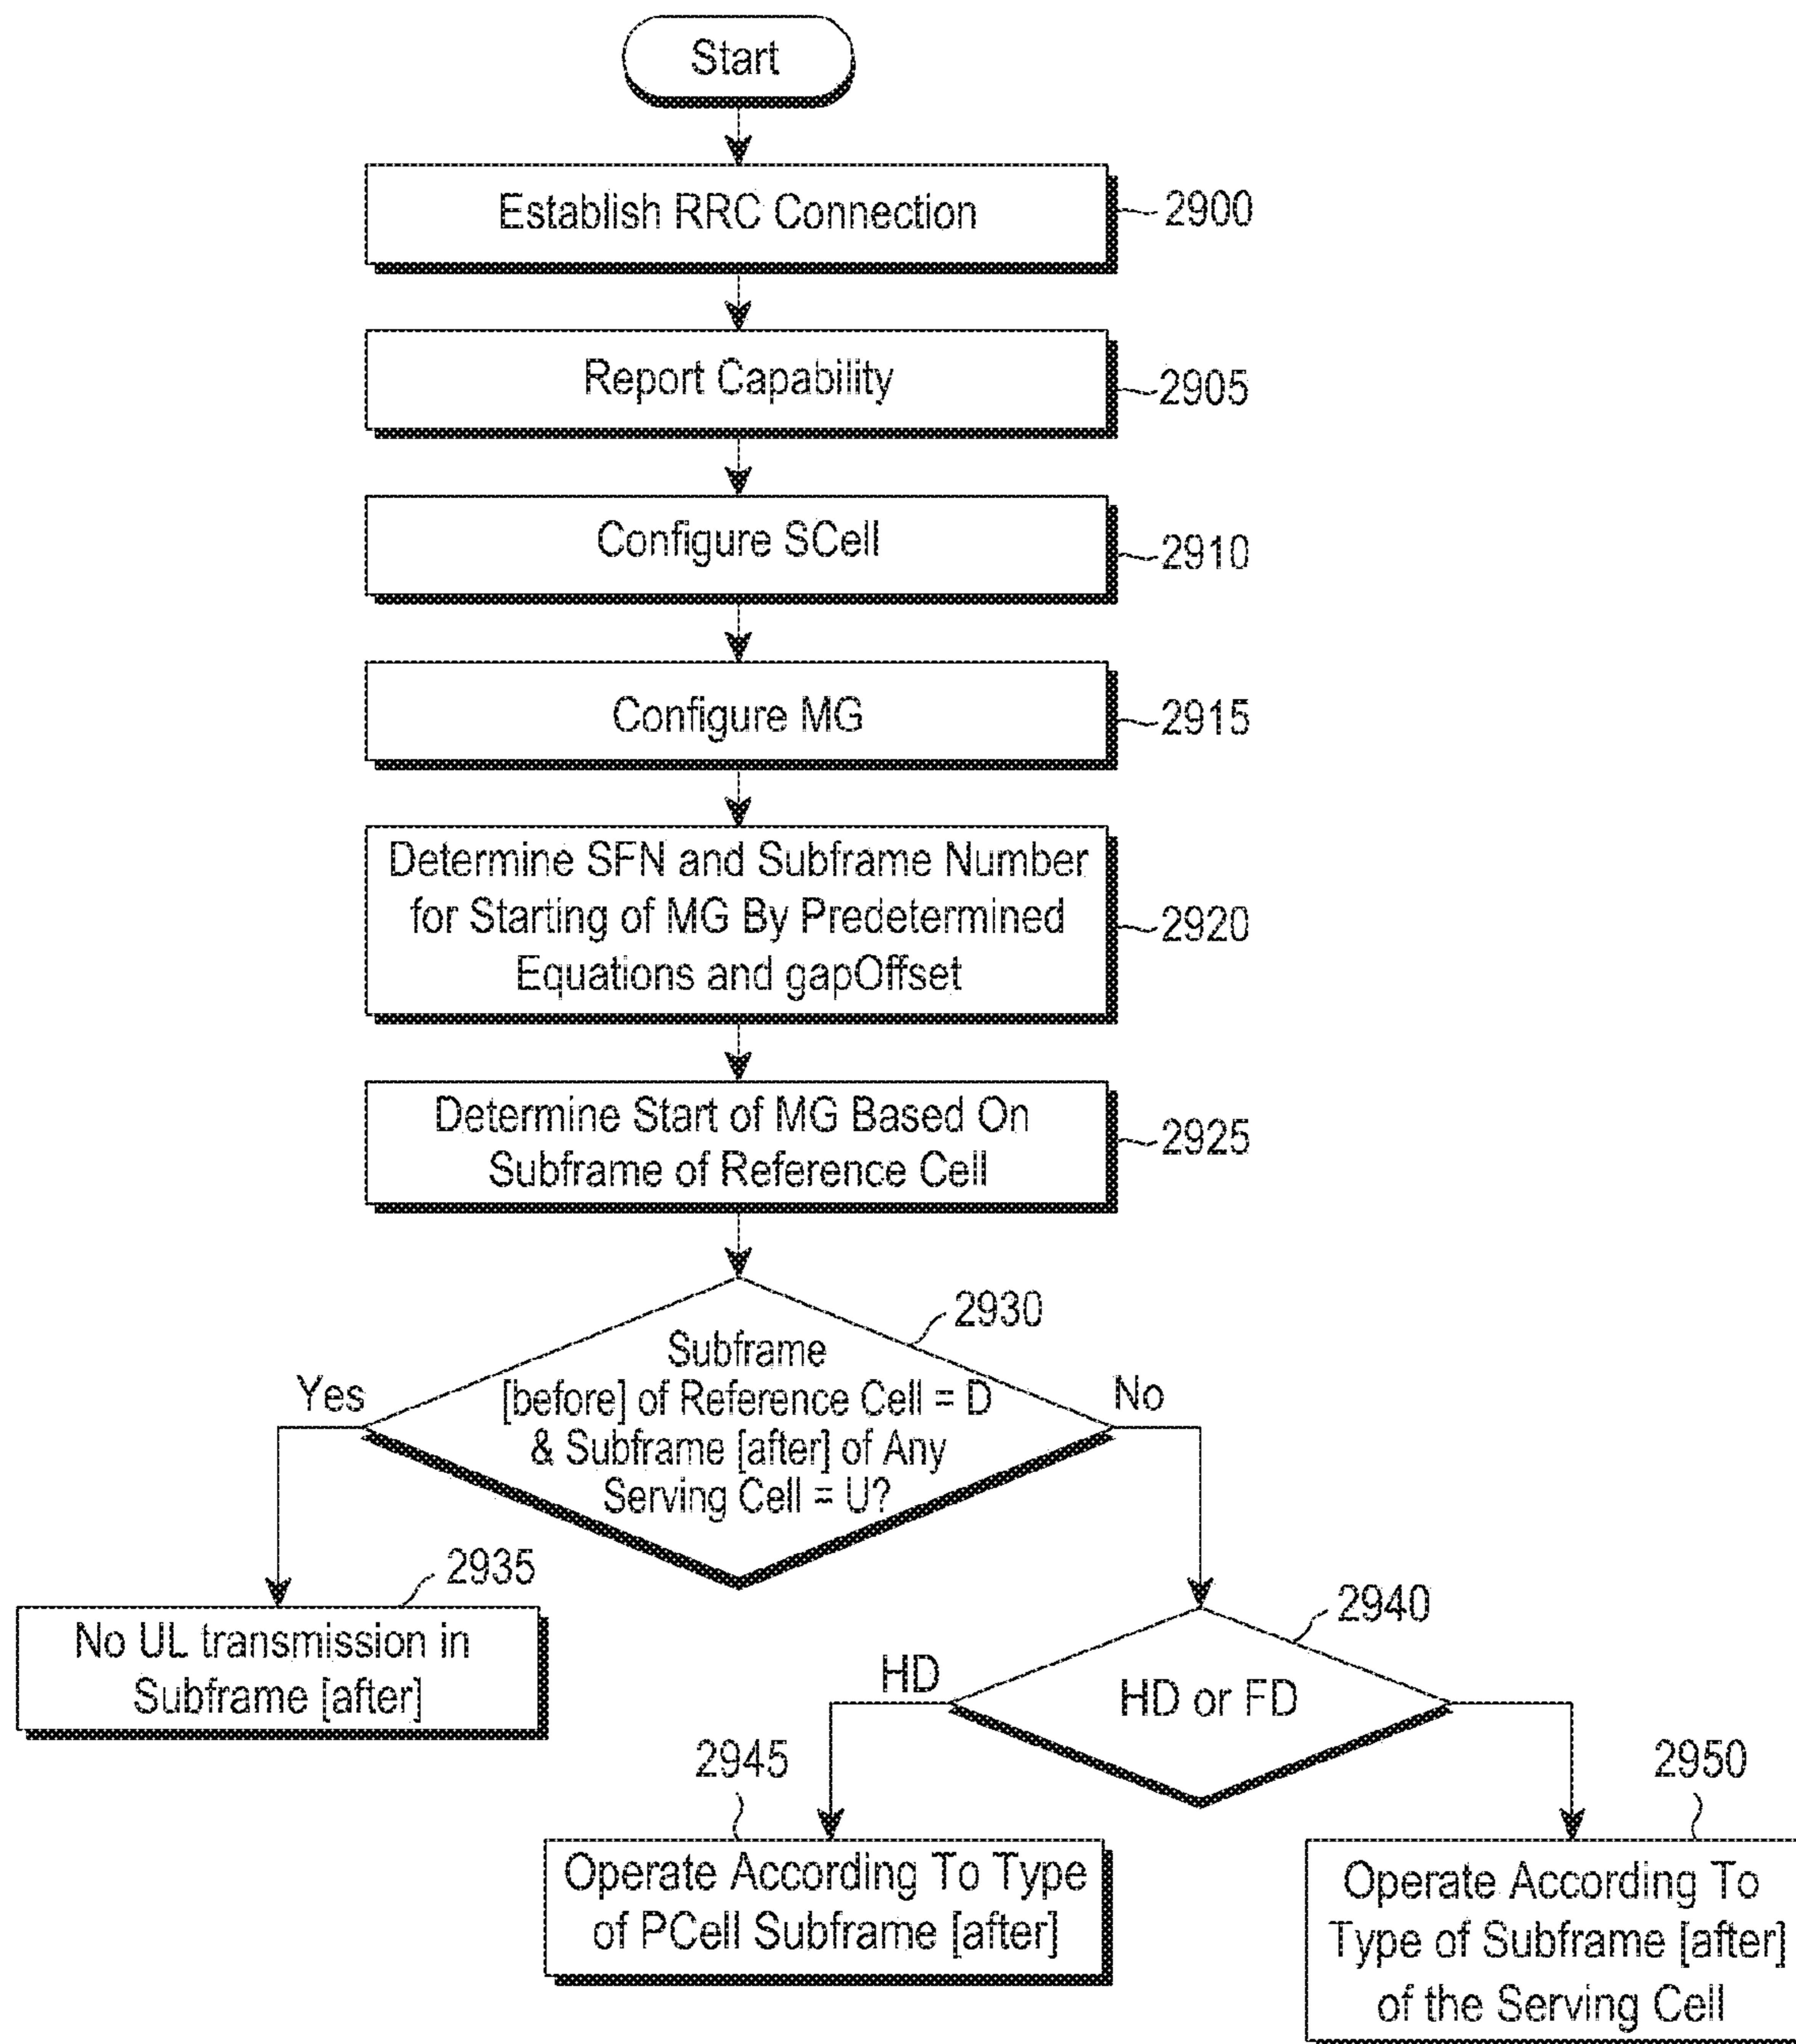 Start
Establish RRC Connection
2900
Report Capability
2905
Configure SCell
2910
Configure MG
2915
Determine SFN and Subframe Number
for Starting of MG By Predetermined
Equations and gapOffset
2920
Determine Start of MG Based On
Subframe of Reference Cell
2925
2930
Subframe
[before] of Reference Cell = D
& Subframe [after] of Any
Serving Cell = U?
Yes
No
2935
No UL transmission in
Subframe [after]
2940
HD or FD
HD
2945
Operate According To Type
of PCell Subframe [after]
2950
Operate According To
Type of Subframe [after]
of the Serving Cell